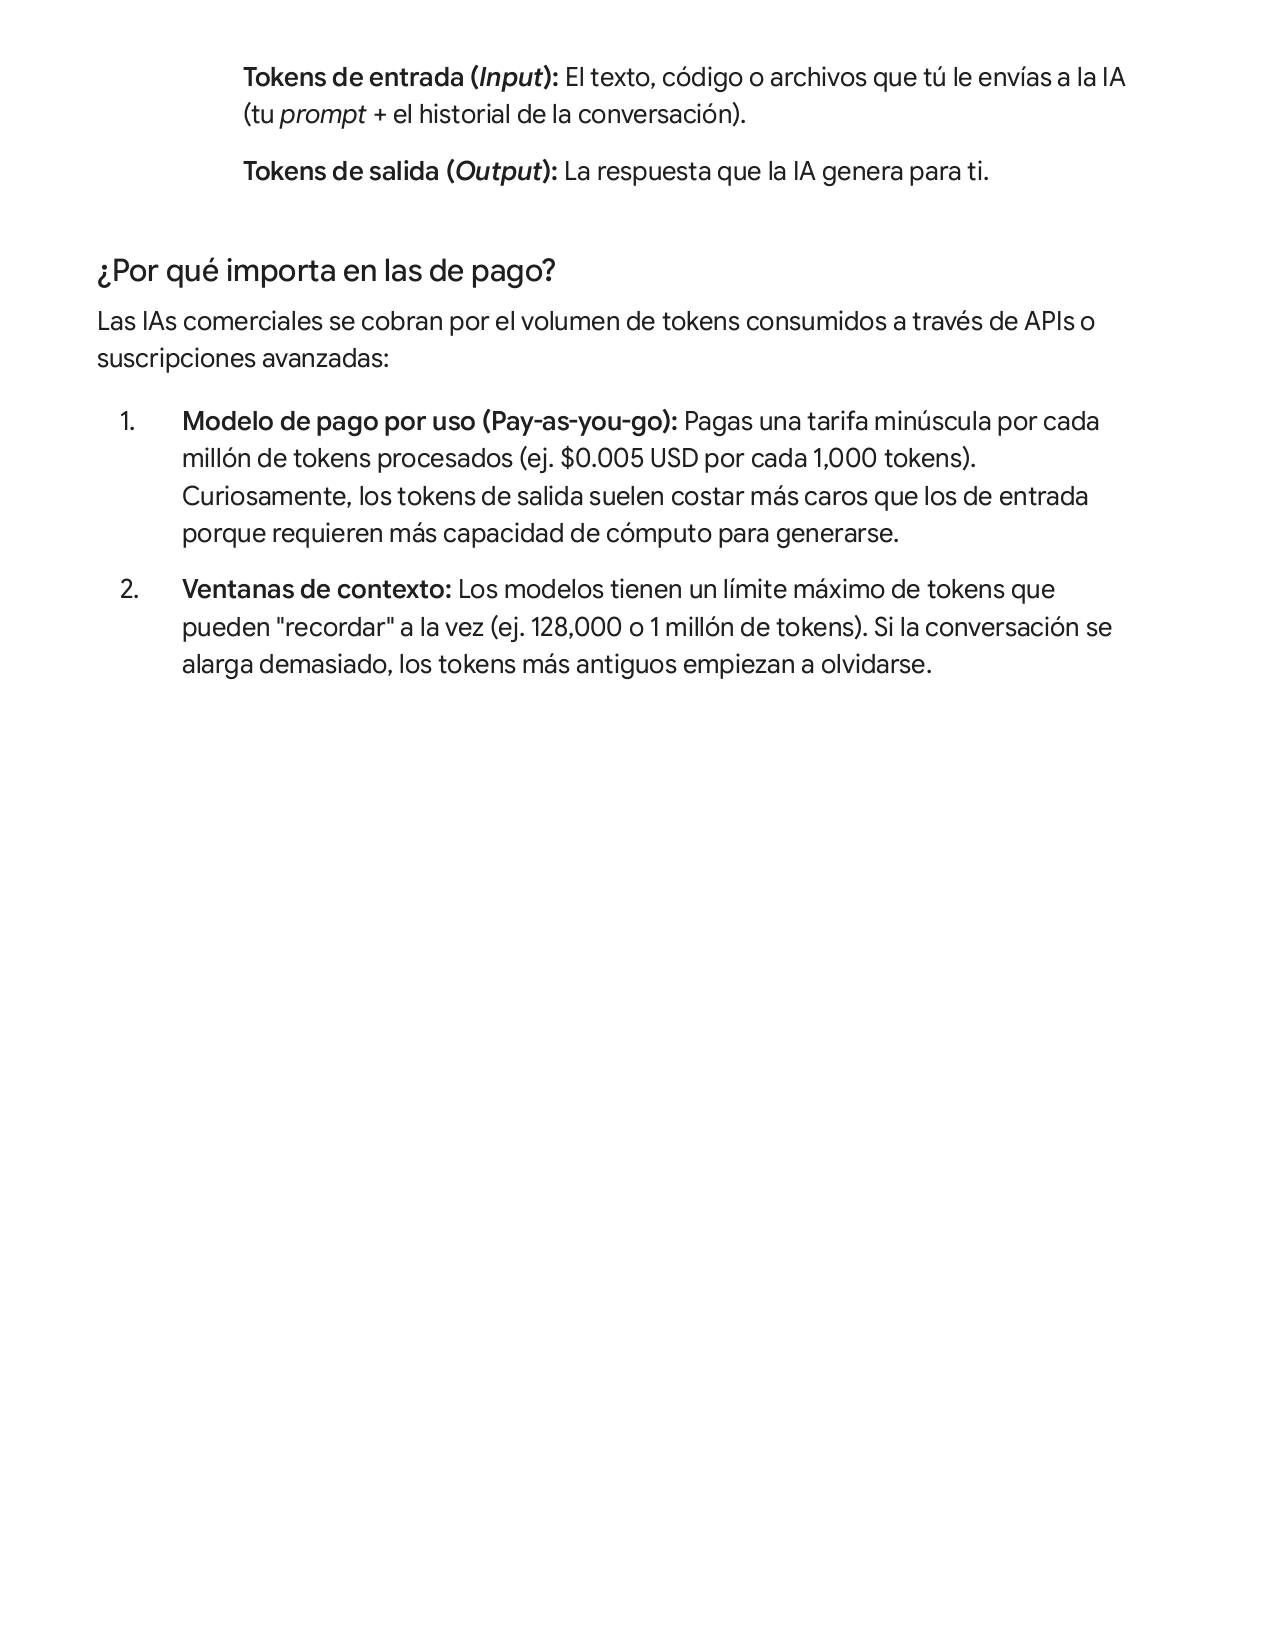 Tokens de entrada (Input): El texto, código o archivos que tú le envías a la IA
(tu prompt + el historial de la conversación).
Tokens de salida (Output): La respuesta que la IA genera para ti.
¿Por qué importa en las de pago?
Las IAs comerciales se cobran por el volumen de tokens consumidos a través de APIs o
suscripciones avanzadas:
1. Modelo de pago por uso (Pay-as-you-go): Pagas una tarifa minúscula por cada
millón de tokens procesados (ej. $0.005 USD por cada 1,000 tokens).
Curiosamente, los tokens de salida suelen costar más caros que los de entrada
porque requieren más capacidad de cómputo para generarse.
2. Ventanas de contexto: Los modelos tienen un límite máximo de tokens que
pueden "recordar" a la vez (ej. 128,000 o 1 millón de tokens). Si la conversación se
alarga demasiado, los tokens más antiguos empiezan a olvidarse.